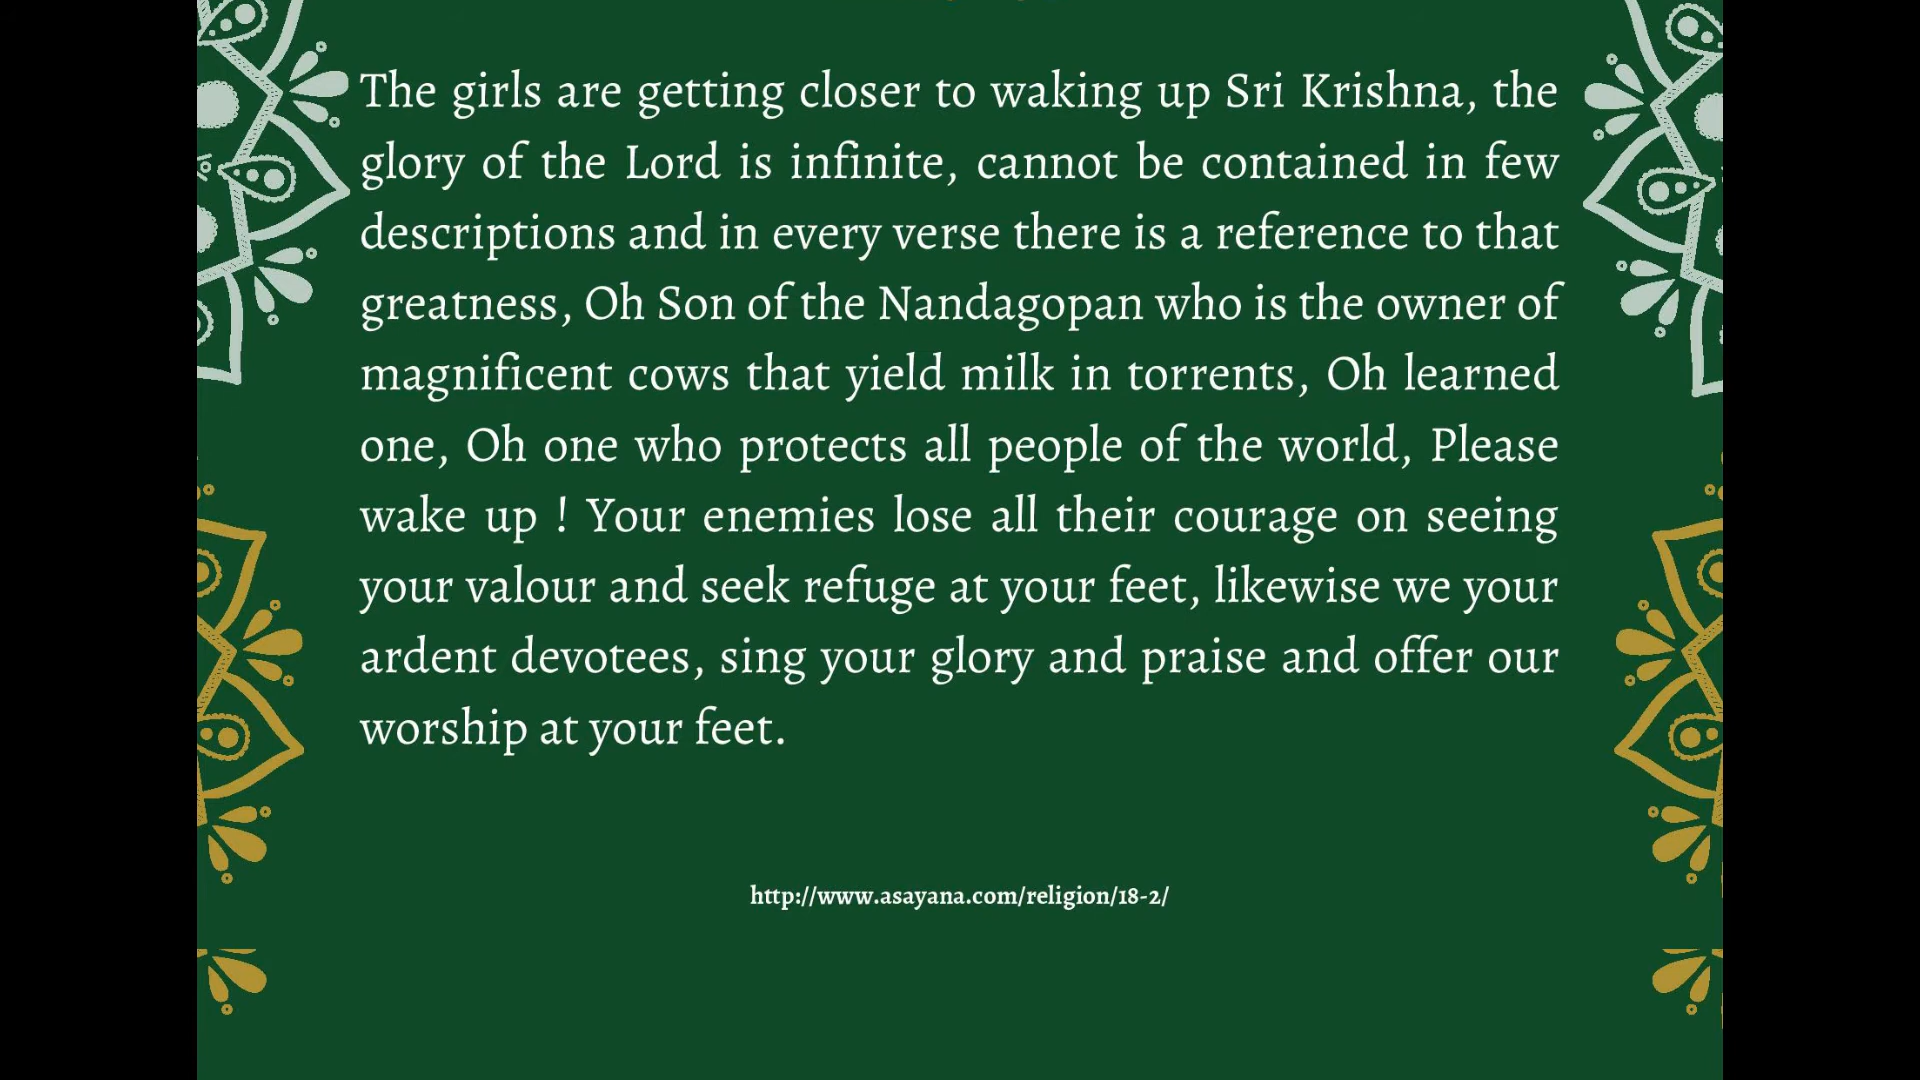 The girls are getting closer to waking up Sri Krishna, the
glory of the Lord is infinite, cannot be contained in few
descriptions and in every verse there is a reference to that
greatness, Oh Son of the Nandagopan who is the owner of
magnificent cows that yield milk in torrents, Oh learned
one, Oh one who protects all people of the world, Please
wake up ! Your enemies lose all their courage on seeing
your valour and seek refuge at your feet, likewise we your
ardent devotees, sing your glory and praise and offer our
worship at your feet.
http://www.asayana.com/religion/18-2/